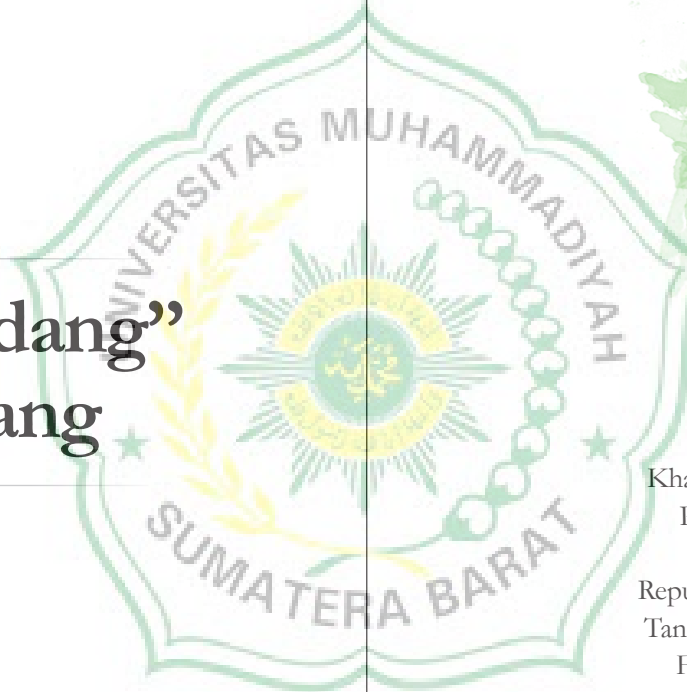 UNIVERSITAS MUHAMMADIYAH
dang”
ang
SUMATERA BARAT
Kha
Repu
Tan